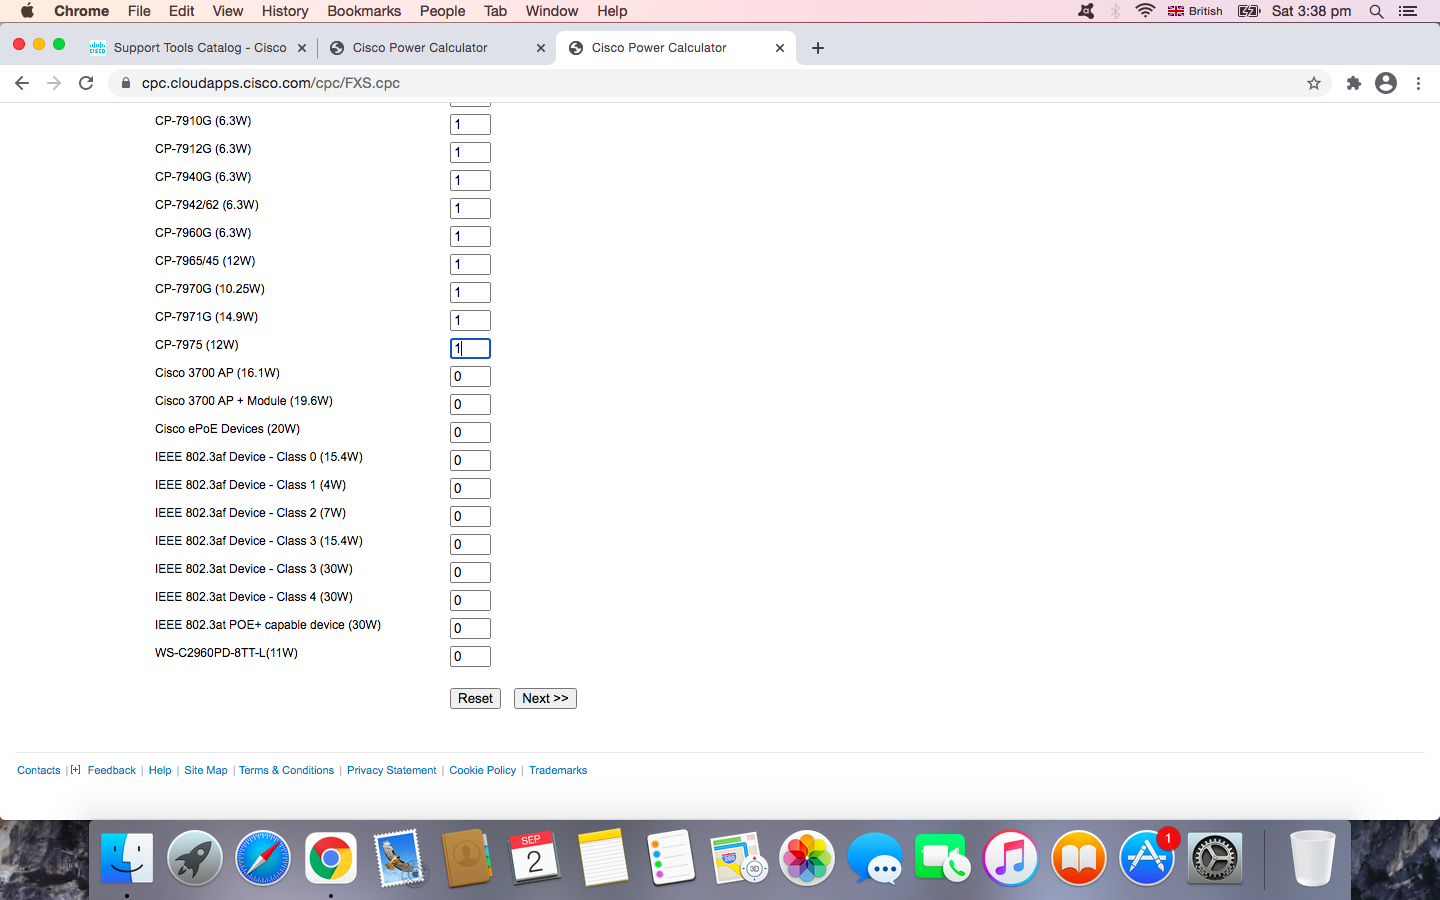 Chrome File Edit View History Bookmarks People Tab Window Help British Sat 3:38 pm
Support Tools Catalog - Cisco Cisco Power Calculator Cisco Power Calculator
cpc.cloudapps.cisco.com/cpc/FXS.cpc
CP-7910G (6.3W) 1
CP-7912G (6.3W) 1
CP-7940G (6.3W) 1
CP-7942/62 (6.3W) 1
CP-7960G (6.3W) 1
CP-7965/45 (12W) 1
CP-7970G (10.25W) 1
CP-7971G (14.9W) 1
CP-7975 (12W) 1
Cisco 3700 AP (16.1W) 0
Cisco 3700 AP + Module (19.6W) 0
Cisco ePoE Devices (20W) 0
IEEE 802.3af Device - Class 0 (15.4W) 0
IEEE 802.3af Device - Class 1 (4W) 0
IEEE 802.3af Device - Class 2 (7W) 0
IEEE 802.3af Device - Class 3 (15.4W) 0
IEEE 802.3at Device - Class 3 (30W) 0
IEEE 802.3at Device - Class 4 (30W) 0
IEEE 802.3at POE+ capable device (30W) 0
WS-C2960PD-8TT-L(11W) 0
Reset Next >>
Contacts | [+] Feedback | Help | Site Map | Terms & Conditions | Privacy Statement | Cookie Policy | Trademarks
SEP
2
280
3D
1